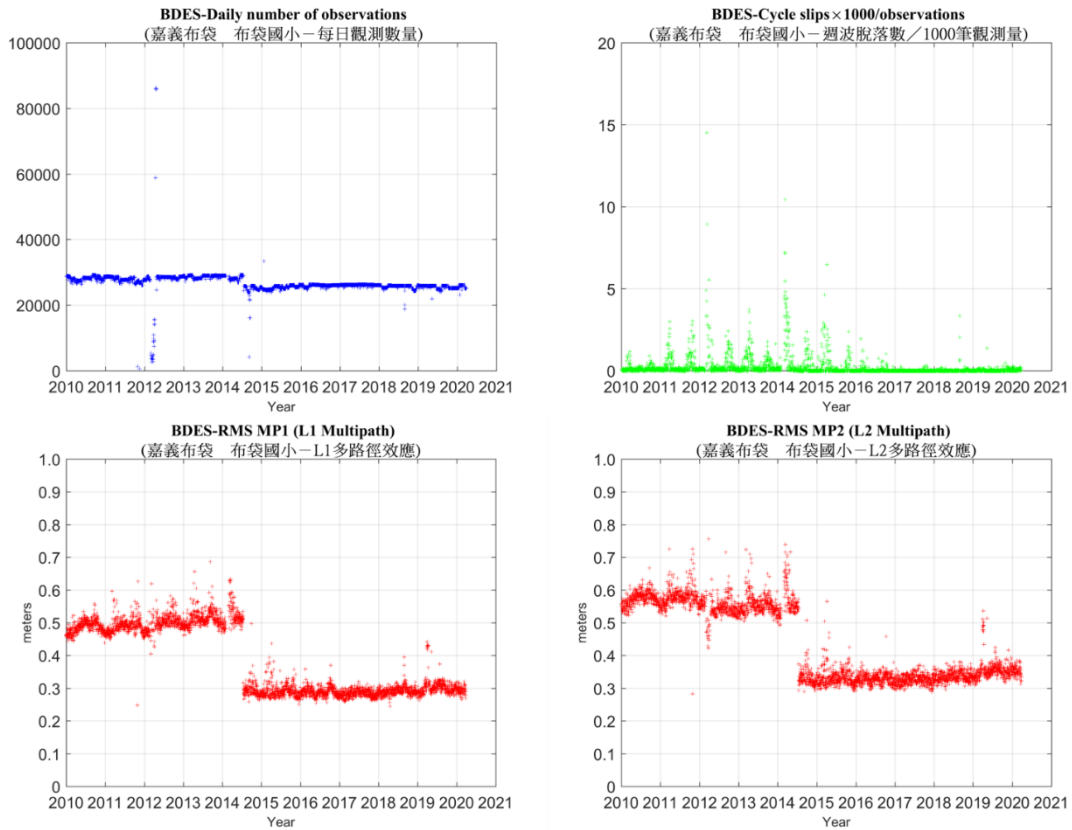 BDES-Daily number of observations
(嘉義布袋　布袋國小－每日觀測數量)
100000
80000
60000
40000
20000
0
2010 2011 2012 2013 2014 2015 2016 2017 2018 2019 2020 2021
Year
BDES-Cycle slips×1000/observations
(嘉義布袋　布袋國小－週波脫落數／1000筆觀測量)
20
15
10
5
0
2010 2011 2012 2013 2014 2015 2016 2017 2018 2019 2020 2021
Year
BDES-RMS MP1 (L1 Multipath)
(嘉義布袋　布袋國小－L1多路徑效應)
meters
1.0
0.9
0.8
0.7
0.6
0.5
0.4
0.3
0.2
0.1
0
2010 2011 2012 2013 2014 2015 2016 2017 2018 2019 2020 2021
Year
BDES-RMS MP2 (L2 Multipath)
(嘉義布袋　布袋國小－L2多路徑效應)
meters
1.0
0.9
0.8
0.7
0.6
0.5
0.4
0.3
0.2
0.1
0
2010 2011 2012 2013 2014 2015 2016 2017 2018 2019 2020 2021
Year